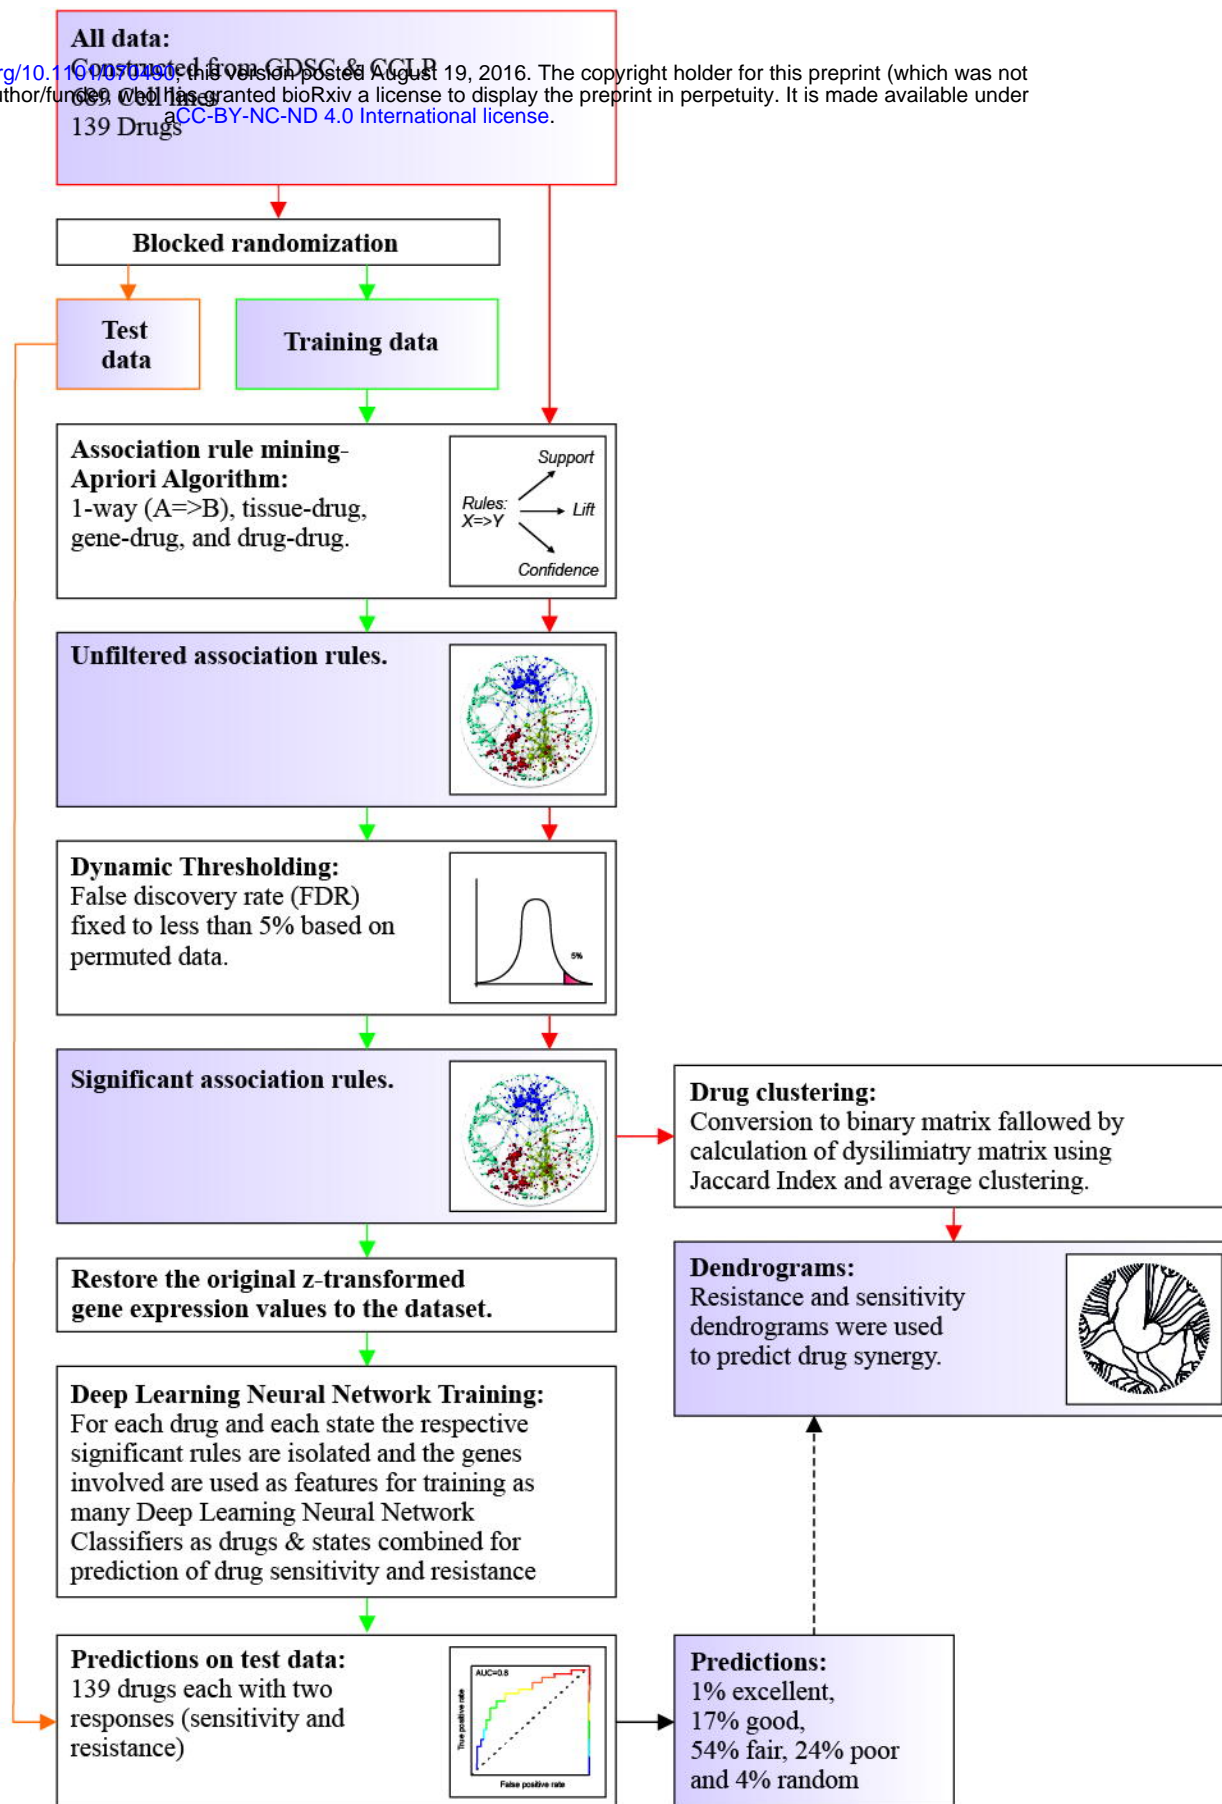 All data:
Constructed from GDSC & CCLP
rg/10.1101/070490; this version posted August 19, 2016. The copyright holder for this preprint (which was not
689 Cell lines
uthor/funder, who has granted bioRxiv a license to display the preprint in perpetuity. It is made available under
aCC-BY-NC-ND 4.0 International license.
139 Drugs
Blocked randomization
Test
data
Training data
Association rule mining-
Apriori Algorithm:
1-way (A=>B), tissue-drug,
gene-drug, and drug-drug.
Support
Rules:
X=>Y
Lift
Confidence
Unfiltered association rules.
Dynamic Thresholding:
False discovery rate (FDR)
fixed to less than 5% based on
permuted data.
5%
Significant association rules.
Drug clustering:
Conversion to binary matrix fallowed by
calculation of dysilimiatry matrix using
Jaccard Index and average clustering.
Restore the original z-transformed
gene expression values to the dataset.
Dendrograms:
Resistance and sensitivity
dendrograms were used
to predict drug synergy.
Deep Learning Neural Network Training:
For each drug and each state the respective
significant rules are isolated and the genes
involved are used as features for training as
many Deep Learning Neural Network
Classifiers as drugs & states combined for
prediction of drug sensitivity and resistance
Predictions on test data:
139 drugs each with two
responses (sensitivity and
resistance)
AUC=0.8
True positive rate
False positive rate
Predictions:
1% excellent,
17% good,
54% fair, 24% poor
and 4% random